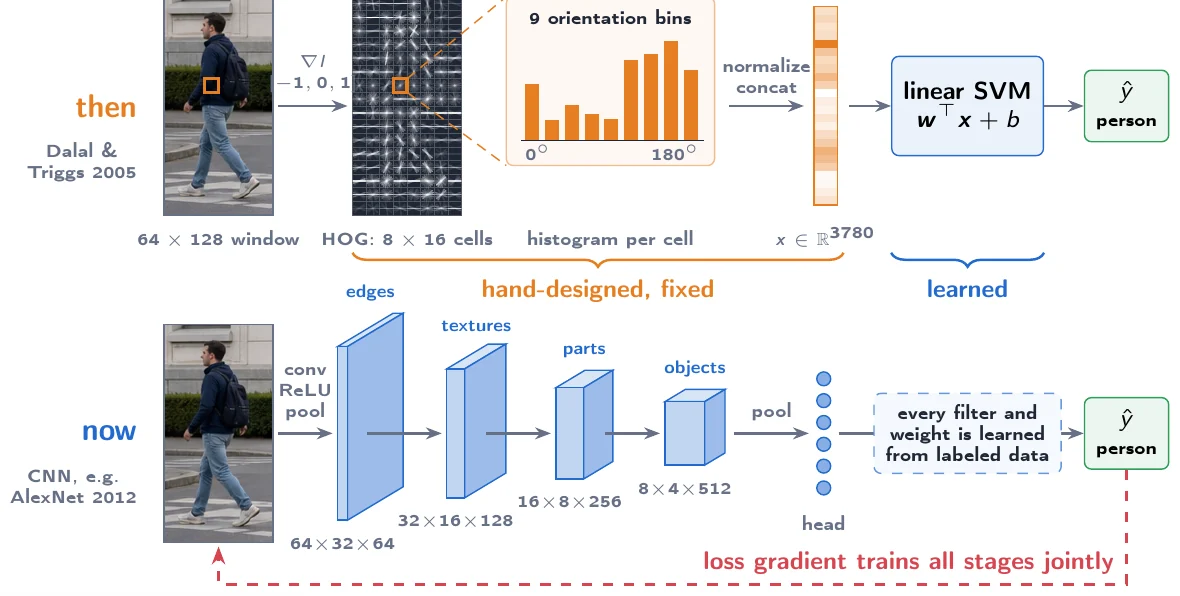 9 orientation bins
∇I
−1, 0, 1
0°
180°
normalize
concat
linear SVM
w⊤x + b
ŷ
person
then
Dalal &
Triggs 2005
64 × 128 window
HOG: 8 × 16 cells
histogram per cell
x ∈ ℝ³⁷⁸⁰
hand-designed, fixed
learned
edges
textures
parts
objects
conv
ReLU
pool
pool
now
CNN, e.g.
AlexNet 2012
64×32×64
32×16×128
16×8×256
8×4×512
head
every filter and
weight is learned
from labeled data
ŷ
person
loss gradient trains all stages jointly